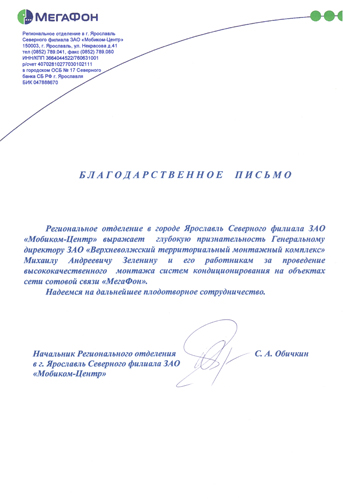 МЕГАФОН
Региональное отделение в г. Ярославль
Северного филиала ЗАО «Мобиком-Центр»
150003, г. Ярославль, ул. Некрасова д.41
тел (0852) 789 041, факс (0852) 789 080
ИНН/КПП 3664044522/760631001
р/счет 40702810277030102111
в городском ОСБ № 17 Северного
банка СБ РФ г. Ярославля
БИК 047888670
БЛАГОДАРСТВЕННОЕ ПИСЬМО
Региональное отделение в городе Ярославль Северного филиала ЗАО
«Мобиком-Центр» выражает глубокую признательность Генеральному
директору ЗАО «Верхневолжский территориальный монтажный комплекс»
Михаилу Андреевичу Зеленину и его работникам за проведение
высококачественного монтажа систем кондиционирования на объектах
сети сотовой связи «МегаФон».
Надеемся на дальнейшее плодотворное сотрудничество.
Начальник Регионального отделения С. А. Обичкин
в г. Ярославль Северного филиала ЗАО
«Мобиком-Центр»